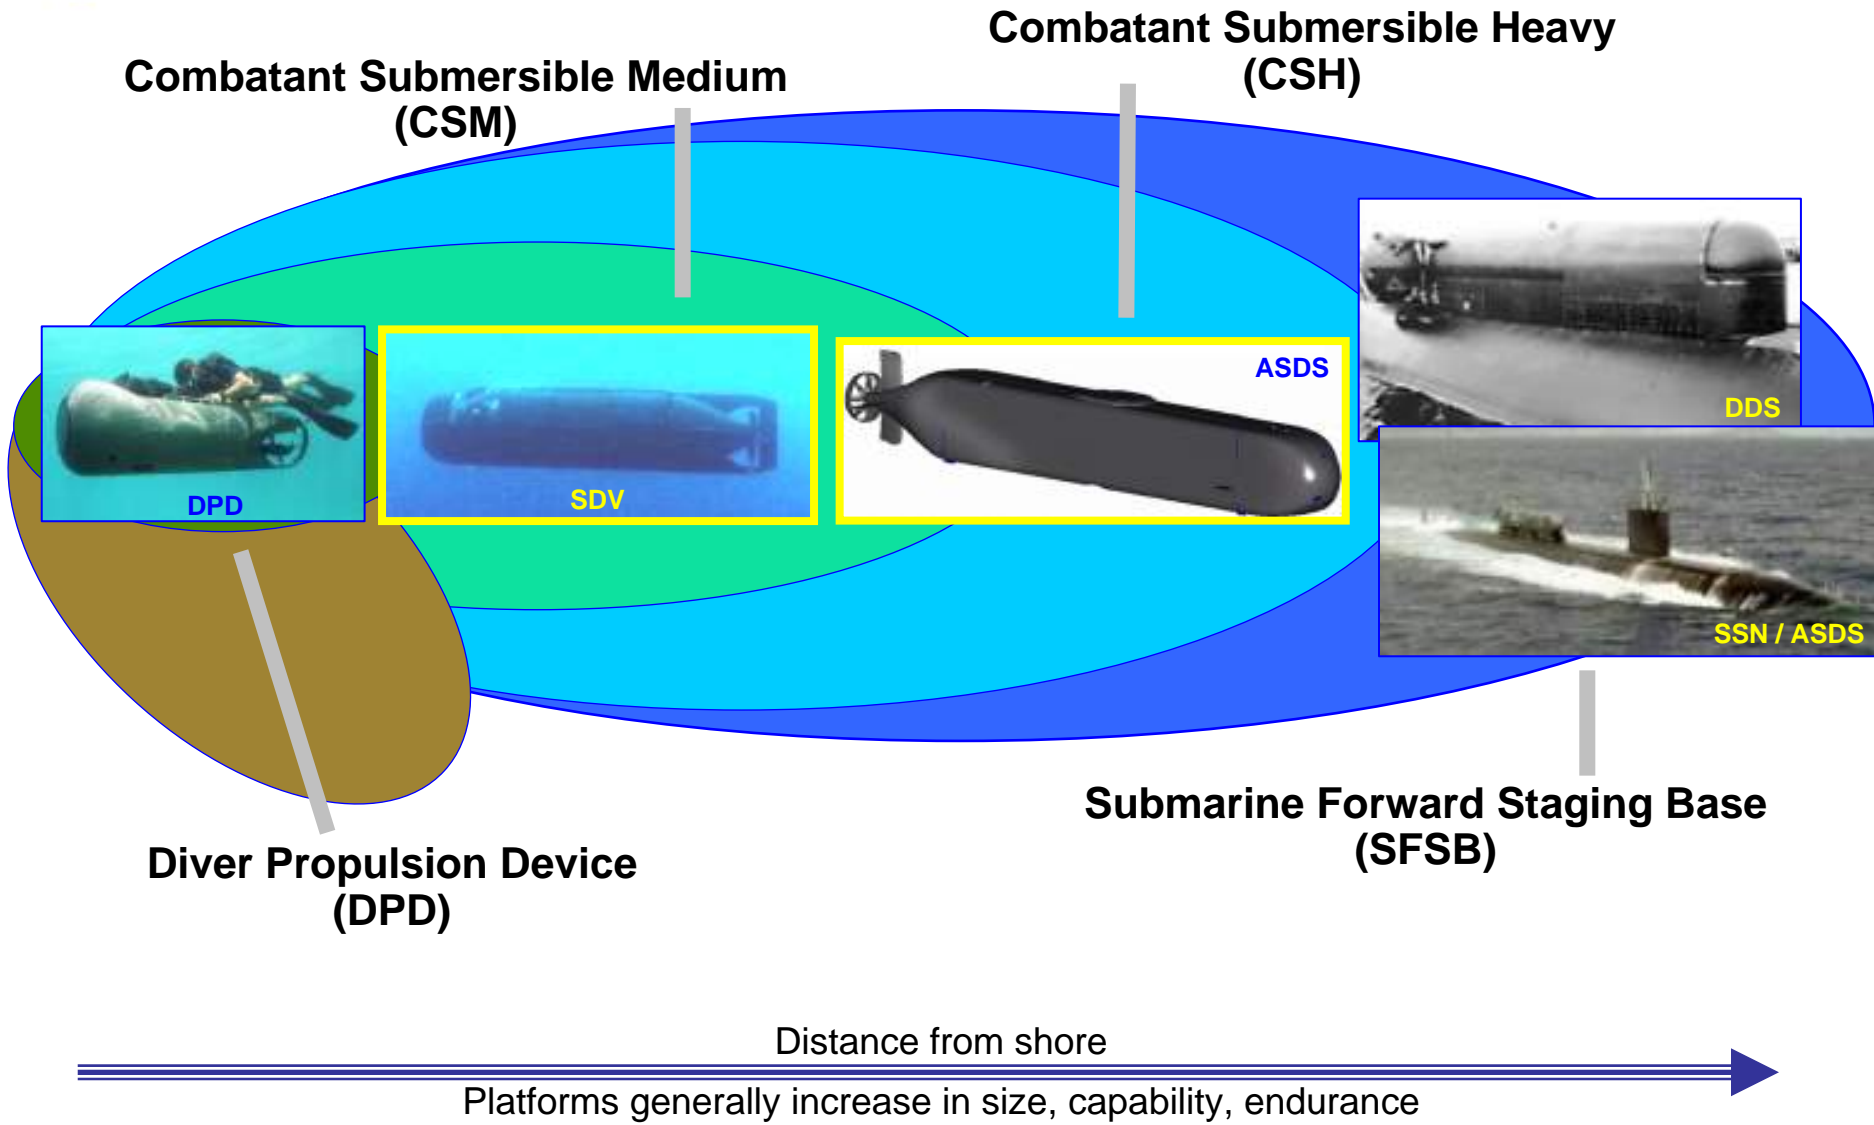 Combatant Submersible Heavy
(CSH)
Combatant Submersible Medium
(CSM)
ASDS
DDS
DPD
SDV
SSN / ASDS
Submarine Forward Staging Base
(SFSB)
Diver Propulsion Device
(DPD)
Distance from shore
Platforms generally increase in size, capability, endurance